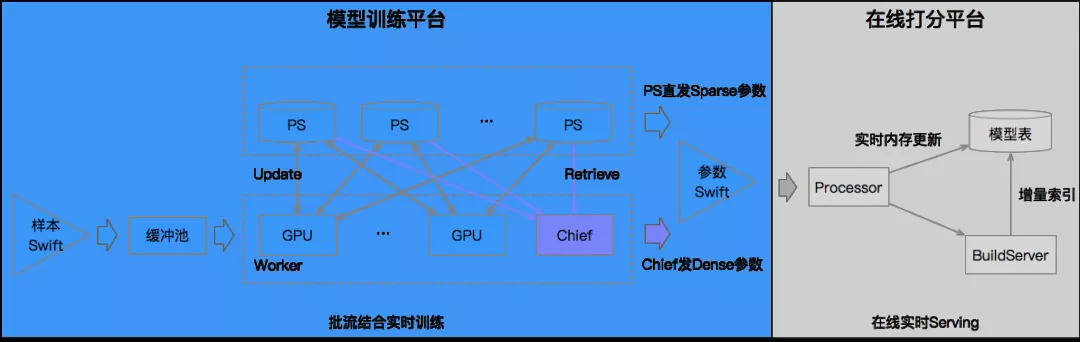 模型训练平台
在线打分平台
PS直发Sparse参数
PS
PS
...
PS
实时内存更新
模型表
Update
Retrieve
参数
Swift
Processor
增量索引
样本
Swift
缓冲池
GPU
...
GPU
Chief
BuildServer
Worker
Chief发Dense参数
批流结合实时训练
在线实时Serving